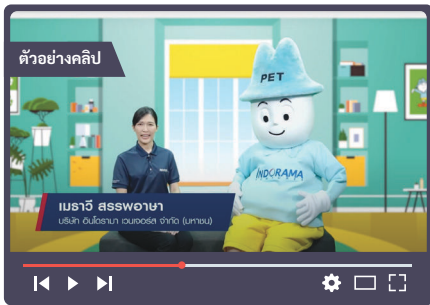 ตัวอย่างคลิป
PET
INDORAMA
เมธาวี สรรพอาษา
บริษัท อินโดรามา เวนเจอร์ส จำกัด (มหาชน)